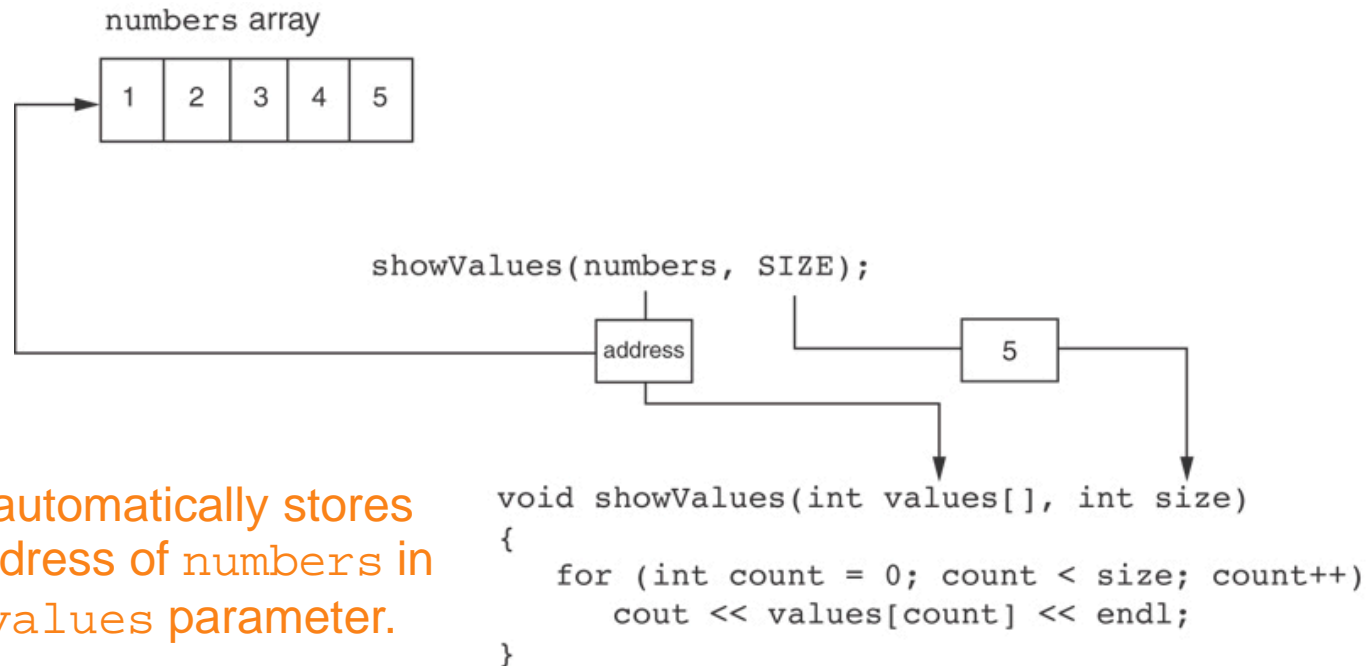 numbers array
1 2 3 4 5
showValues(numbers, SIZE);
address
5
automatically stores
dress of numbers in
values parameter.
void showValues(int values[], int size)
{
for (int count = 0; count < size; count++)
cout << values[count] << endl;
}